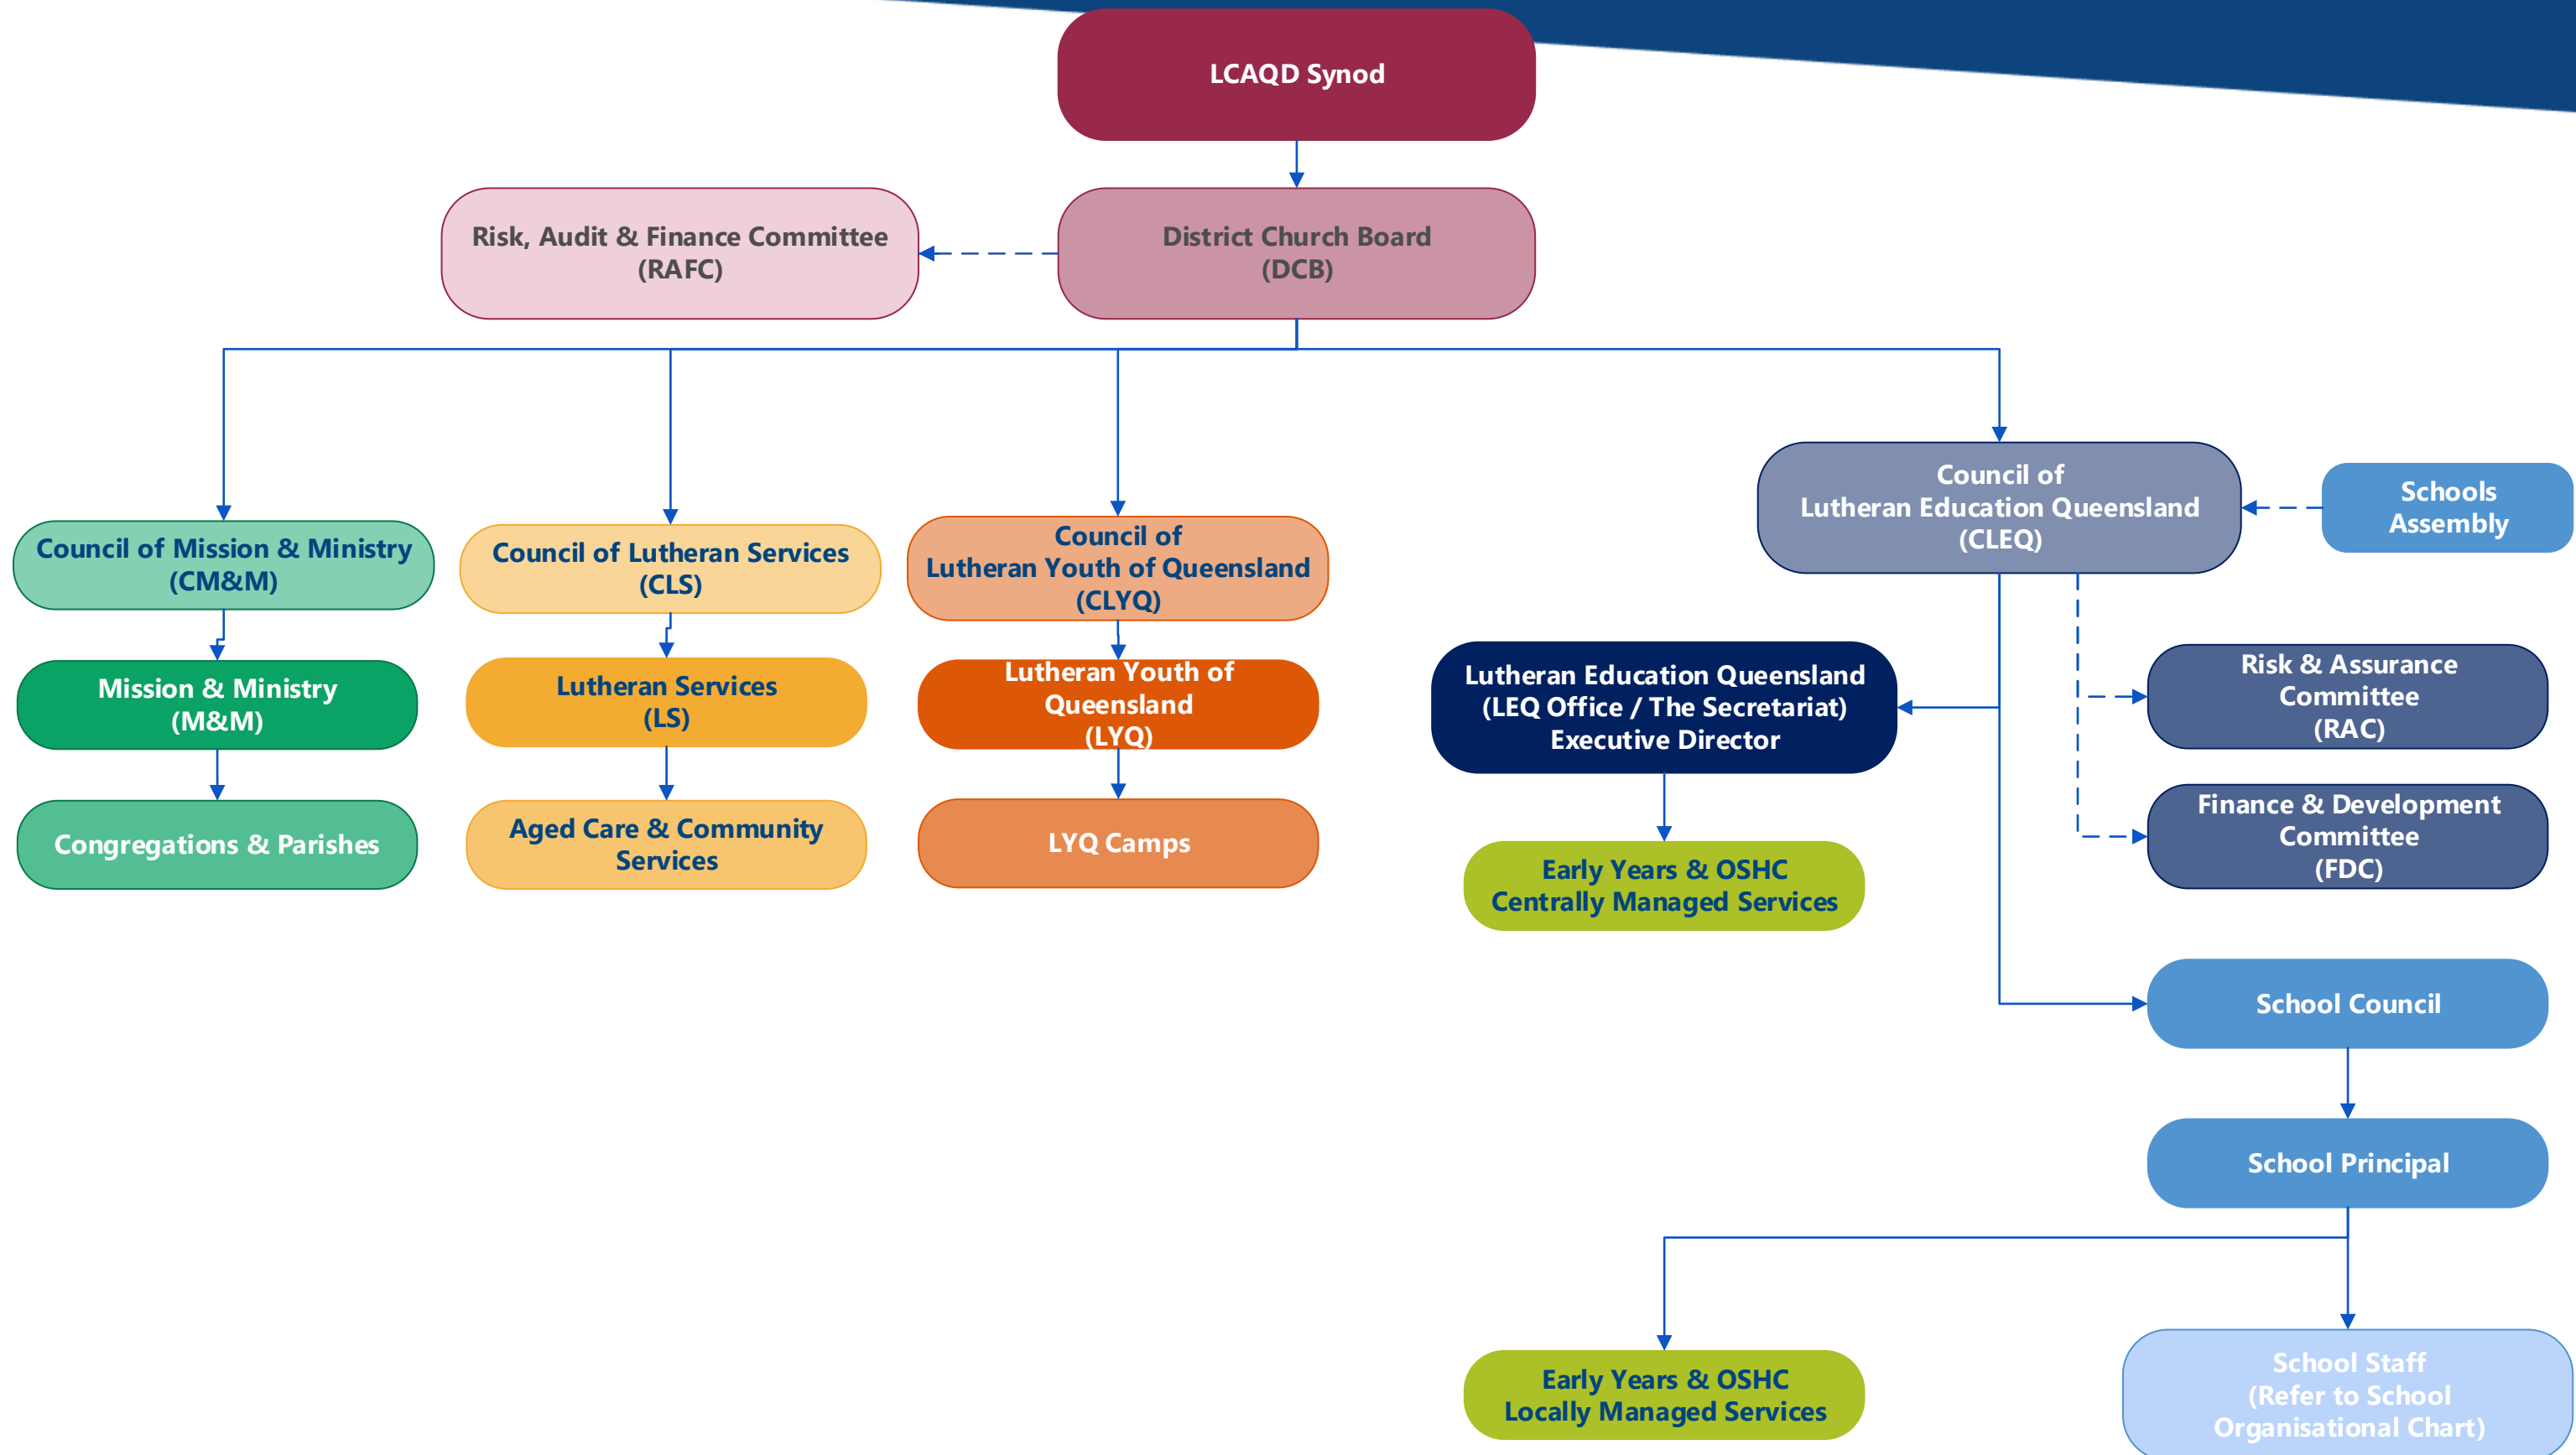 LCAQD Synod
Risk, Audit & Finance Committee
(RAFC)
District Church Board
(DCB)
Council of Mission & Ministry
(CM&M)
Council of Lutheran Services
(CLS)
Council of
Lutheran Youth of Queensland
(CLYQ)
Council of
Lutheran Education Queensland
(CLEQ)
Schools
Assembly
Mission & Ministry
(M&M)
Lutheran Services
(LS)
Lutheran Youth of
Queensland
(LYQ)
Lutheran Education Queensland
(LEQ Office / The Secretariat)
Executive Director
Risk & Assurance
Committee
(RAC)
Congregations & Parishes
Aged Care & Community
Services
LYQ Camps
Early Years & OSHC
Centrally Managed Services
Finance & Development
Committee
(FDC)
School Council
School Principal
Early Years & OSHC
Locally Managed Services
School Staff
(Refer to School
Organisational Chart)